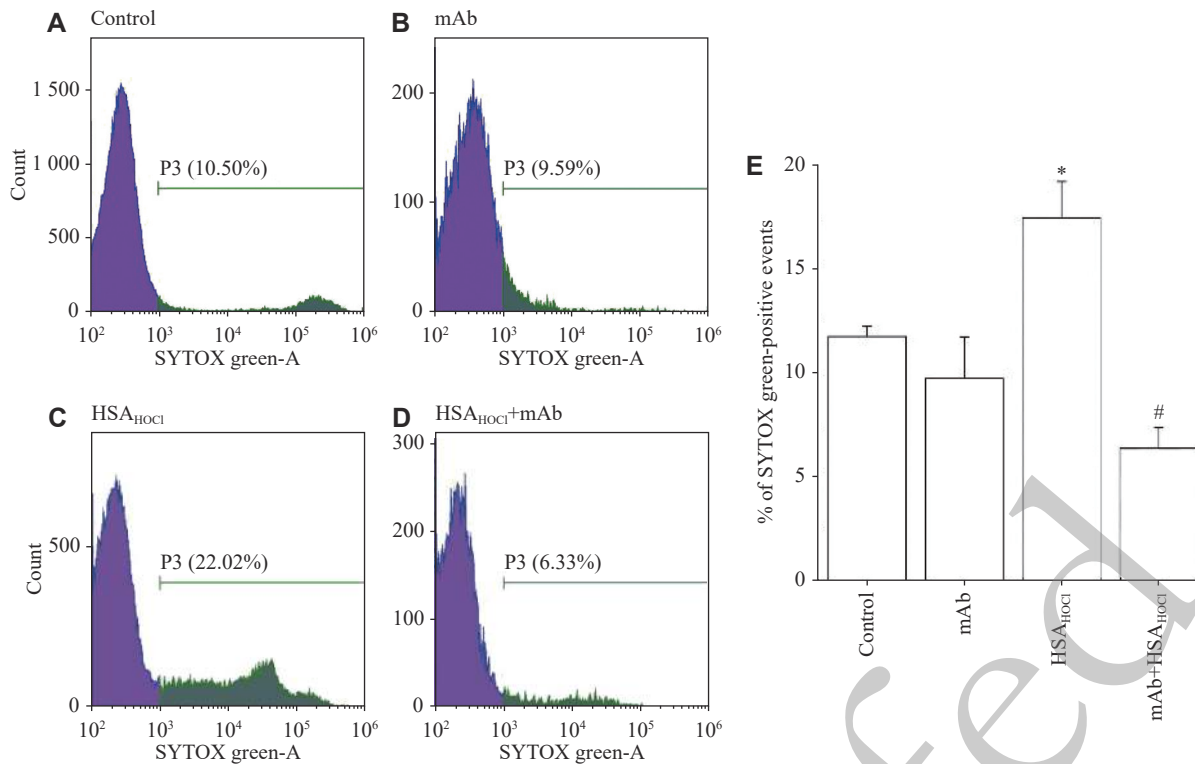 A Control
1 500
1 000
500
0
Count
P3 (10.50%)
10² 10³ 10⁴ 10⁵ 10⁶
SYTOX green-A
B mAb
200
100
0
P3 (9.59%)
10² 10³ 10⁴ 10⁵ 10⁶
SYTOX green-A
C HSA_HOCl
500
0
Count
P3 (22.02%)
10² 10³ 10⁴ 10⁵ 10⁶
SYTOX green-A
D HSA_HOCl+mAb
300
200
100
0
P3 (6.33%)
10² 10³ 10⁴ 10⁵ 10⁶
SYTOX green-A
E
% of SYTOX green-positive events
20
15
10
5
0
*
#
Control
mAb
HSA_HOCl
mAb+HSA_HOCl